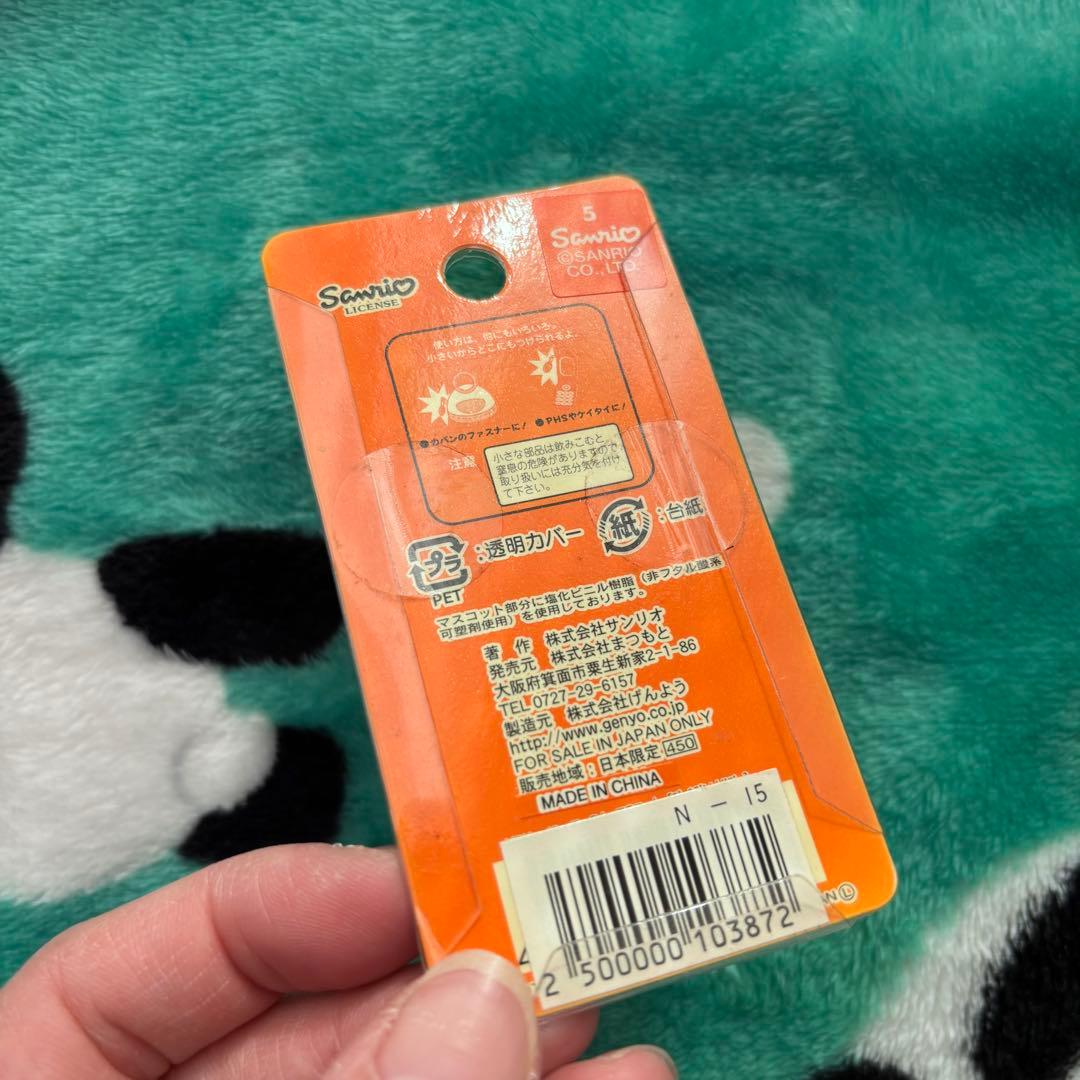 5
Sanrio
©SANRIO
CO.,LTD.
Sanrio
LICENSE
使い方は、他にもいろいろ。
小さいからどこにもつけられるよ。
●カバンのファスナーに! ●PHSやケイタイに!
注意
小さな部品は飲みこむと
窒息の危険がありますので
取り扱いには充分気を付け
て下さい。
プラ :透明カバー 紙 :台紙
PET
マスコット部分に塩化ビニル樹脂(非フタル酸系
可塑剤使用)を使用しております。
著 作 株式会社サンリオ
発売元 株式会社まつもと
大阪府箕面市粟生新家2-1-86
TEL 0727-29-6157
製造元 株式会社げんよう
http://www.genyo.co.jp
FOR SALE IN JAPAN ONLY
販売地域:日本限定 450
MADE IN CHINA
N - 15
2 500000 103872